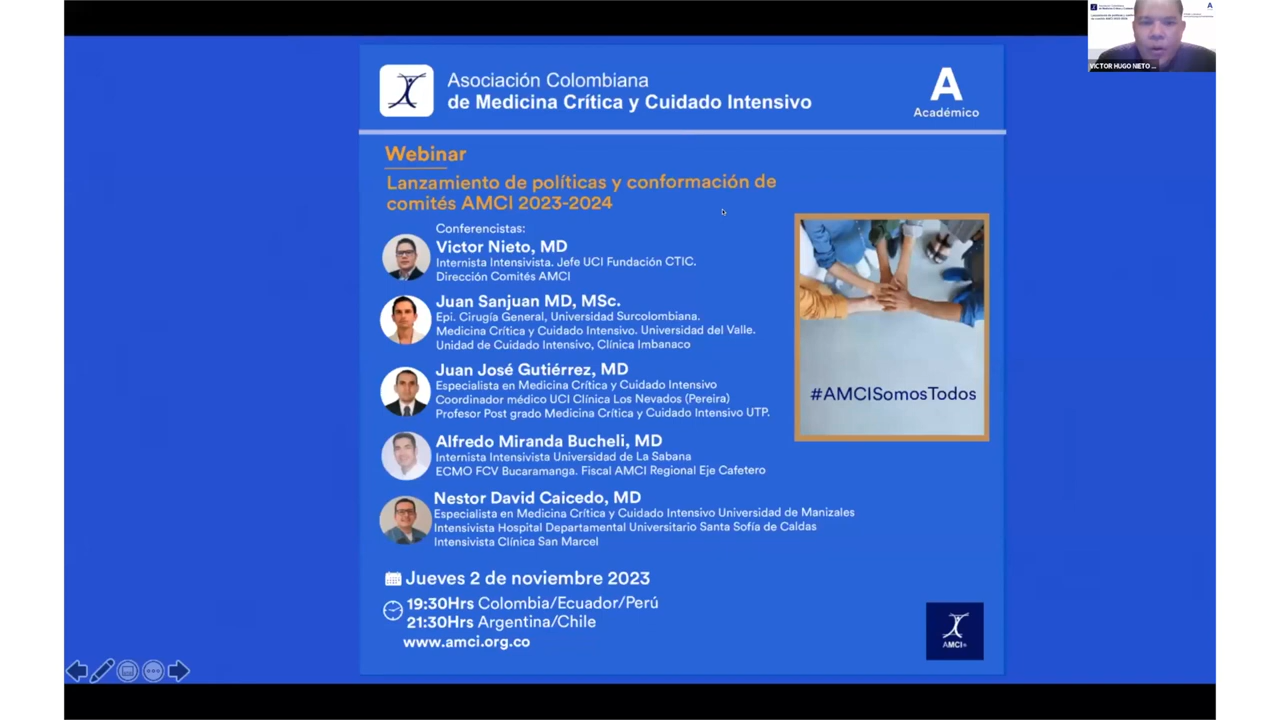 Asociación Colombiana
de Medicina Crítica y Cuidado Intensivo
A
Académico
Webinar
Lanzamiento de políticas y conformación de
comités AMCI 2023-2024
Conferencistas:
Victor Nieto, MD
Internista Intensivista. Jefe UCI Fundación CTIC.
Dirección Comités AMCI
Juan Sanjuan MD, MSc.
Epi. Cirugía General, Universidad Surcolombiana.
Medicina Crítica y Cuidado Intensivo. Universidad del Valle.
Unidad de Cuidado Intensivo, Clínica Imbanaco
Juan José Gutiérrez, MD
Especialista en Medicina Crítica y Cuidado Intensivo
Coordinador médico UCI Clínica Los Nevados (Pereira)
Profesor Post grado Medicina Crítica y Cuidado Intensivo UTP.
Alfredo Miranda Bucheli, MD
Internista Intensivista Universidad de La Sabana
ECMO FCV Bucaramanga. Fiscal AMCI Regional Eje Cafetero
Nestor David Caicedo, MD
Especialista en Medicina Crítica y Cuidado Intensivo Universidad de Manizales
Intensivista Hospital Departamental Universitario Santa Sofía de Caldas
Intensivista Clínica San Marcel
#AMCISomosTodos
Jueves 2 de noviembre 2023
19:30Hrs Colombia/Ecuador/Perú
21:30Hrs Argentina/Chile
www.amci.org.co
AMCI®
VICTOR HUGO NIETO ...